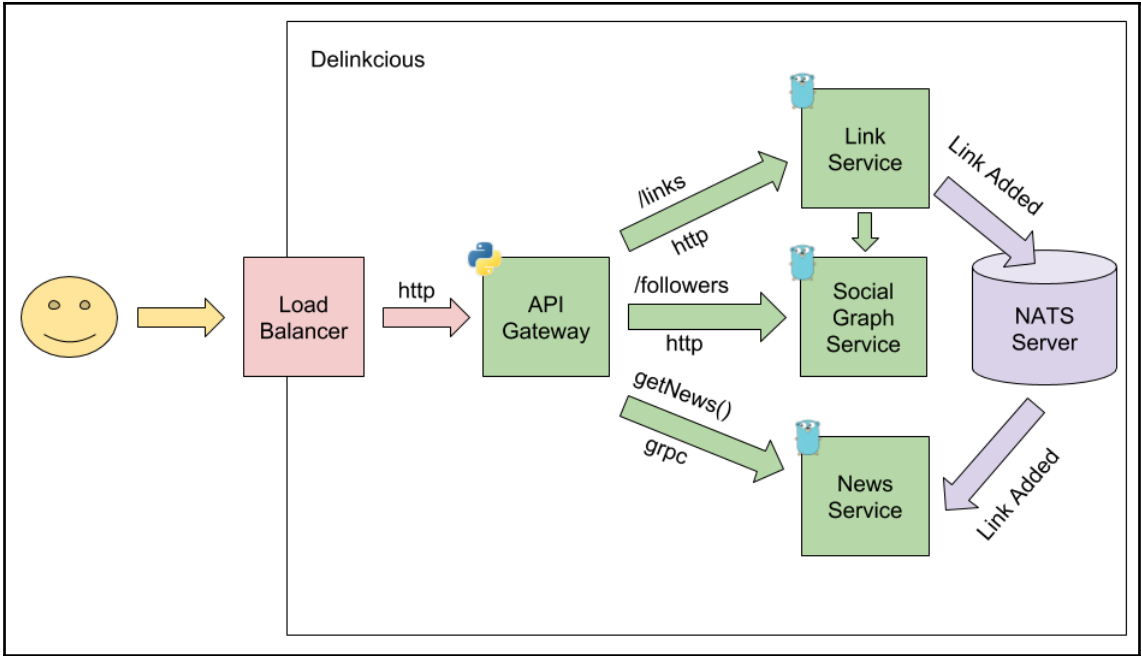 Delinkcious
Link
Service
Link Added
/links
http
Load
Balancer
http
API
Gateway
/followers
http
Social
Graph
Service
NATS
Server
getNews()
grpc
News
Service
Link Added